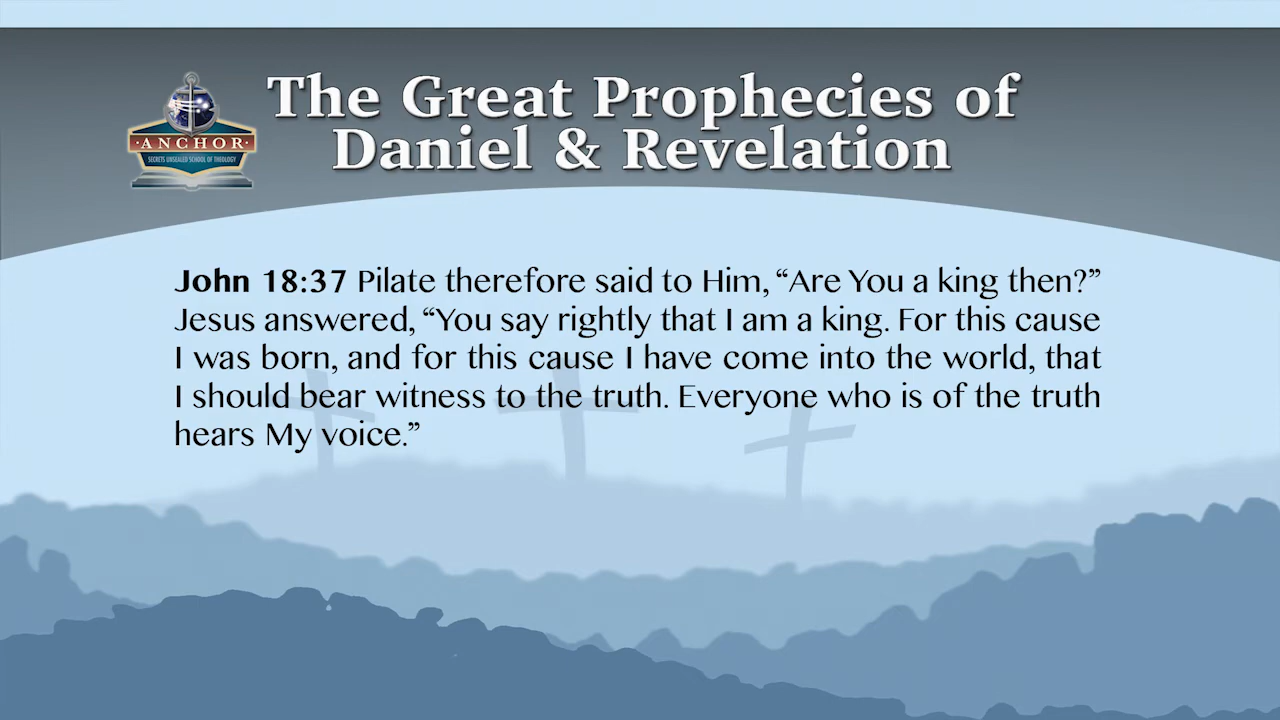 The Great Prophecies of
Daniel & Revelation
·ANCHOR·
SECRETS UNSEALED SCHOOL OF THEOLOGY
John 18:37 Pilate therefore said to Him, “Are You a king then?”
Jesus answered, “You say rightly that I am a king. For this cause
I was born, and for this cause I have come into the world, that
I should bear witness to the truth. Everyone who is of the truth
hears My voice.”